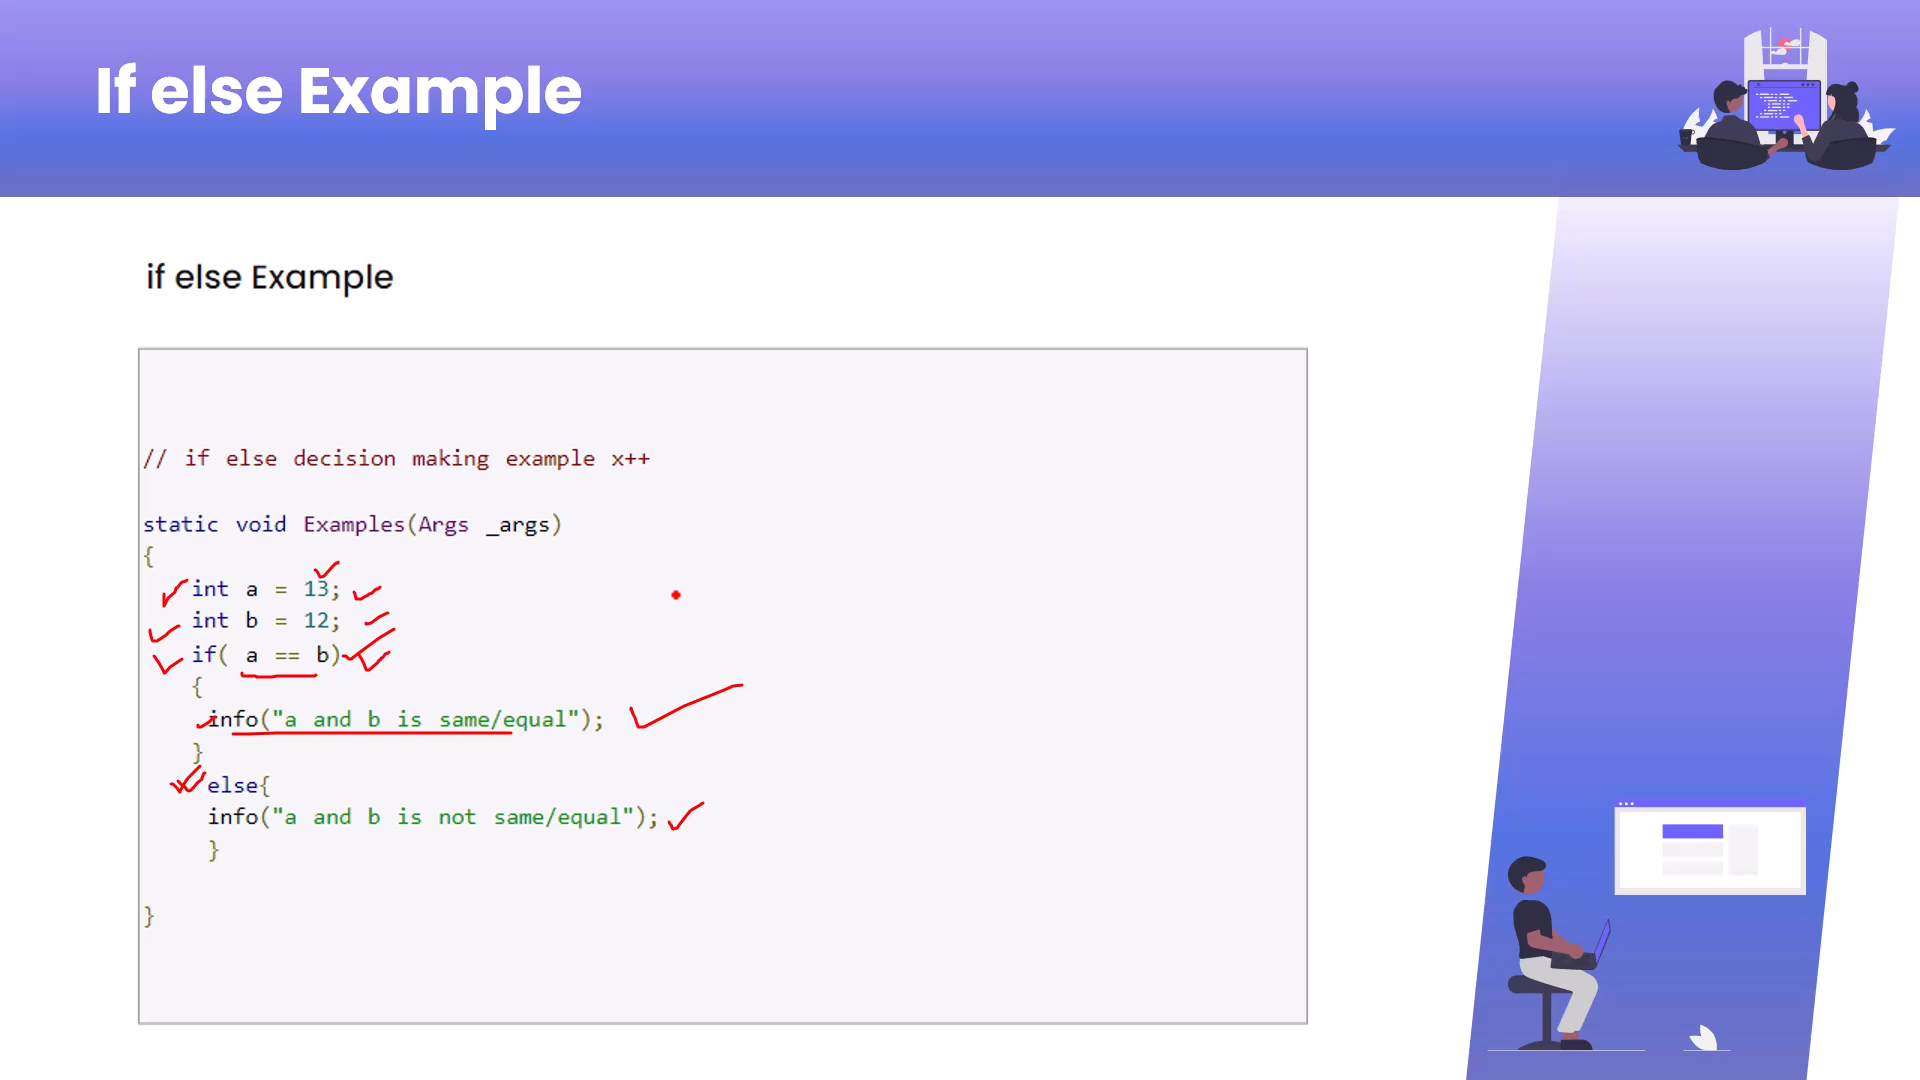 If else Example
if else Example
// if else decision making example x++
static void Examples(Args _args)
{
int a = 13;
int b = 12;
if( a == b)
{
info("a and b is same/equal");
}
else{
info("a and b is not same/equal");
}
}